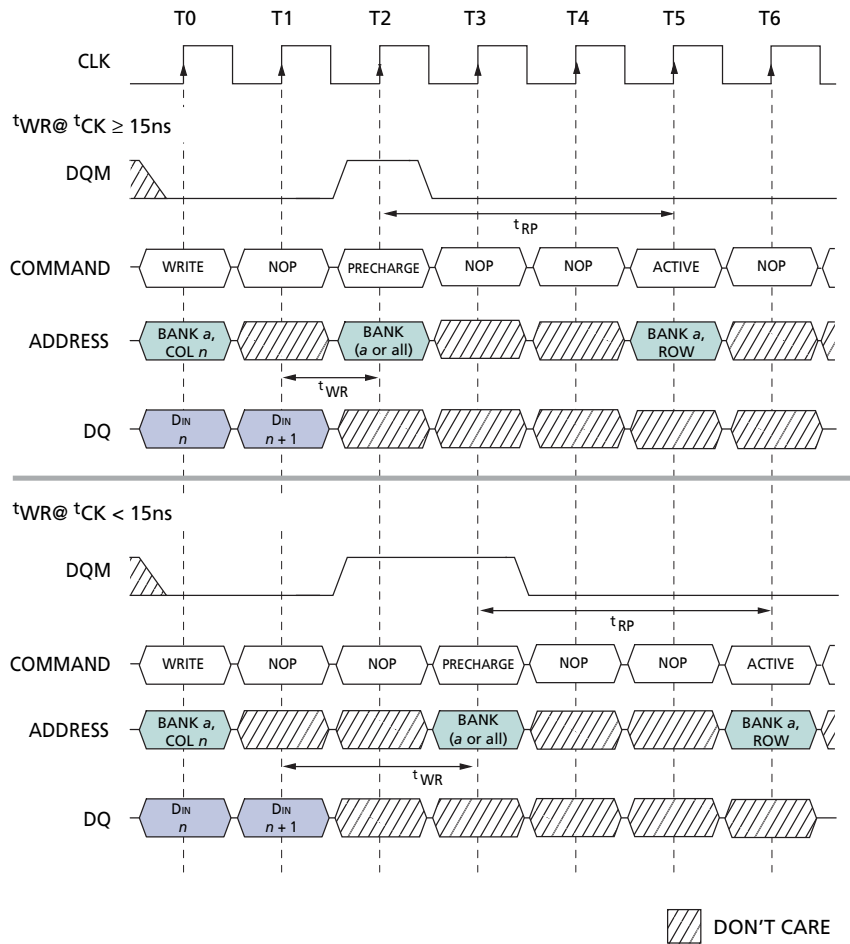 T0 T1 T2 T3 T4 T5 T6
CLK
tWR@ tCK ≥ 15ns
DQM
tRP
COMMAND WRITE NOP PRECHARGE NOP NOP ACTIVE NOP
ADDRESS BANK a, COL n BANK (a or all) BANK a, ROW
tWR
DQ DIN n DIN n + 1
tWR@ tCK < 15ns
DQM
tRP
COMMAND WRITE NOP NOP PRECHARGE NOP NOP ACTIVE
ADDRESS BANK a, COL n BANK (a or all) BANK a, ROW
tWR
DQ DIN n DIN n + 1
DON'T CARE